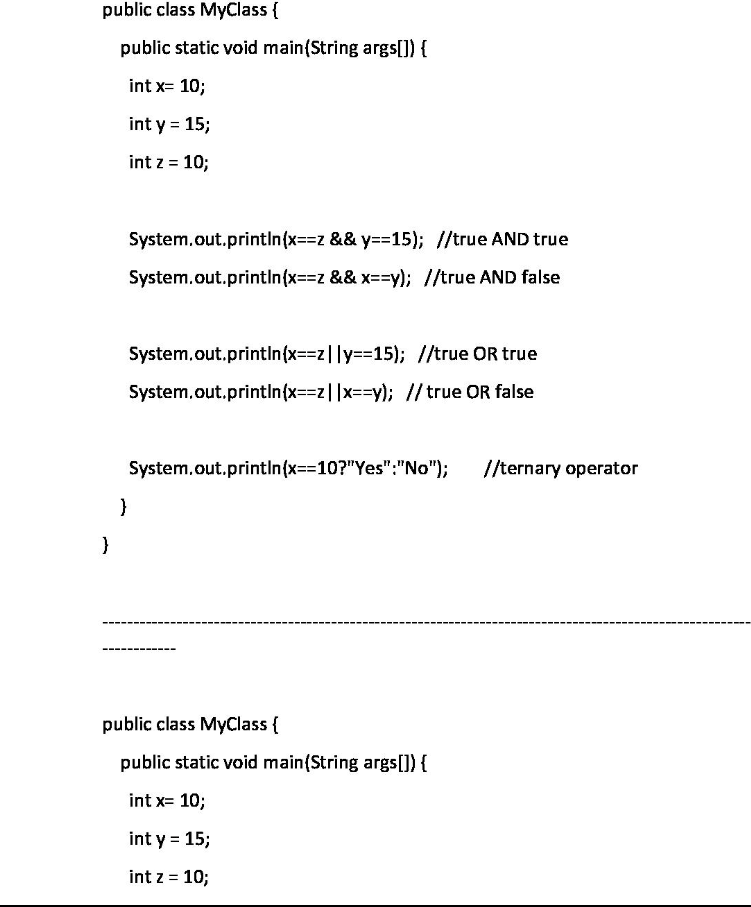 public class MyClass {
public static void main(String args[]) {
int x= 10;
int y = 15;
int z = 10;
System.out.println(x==z && y==15);  //true AND true
System.out.println(x==z && x==y);  //true AND false
System.out.println(x==z||y==15);  //true OR true
System.out.println(x==z||x==y);  // true OR false
System.out.println(x==10?"Yes":"No");      //ternary operator
}
}
---------------------------------------------------------------------------------------------------------
------------
public class MyClass {
public static void main(String args[]) {
int x= 10;
int y = 15;
int z = 10;